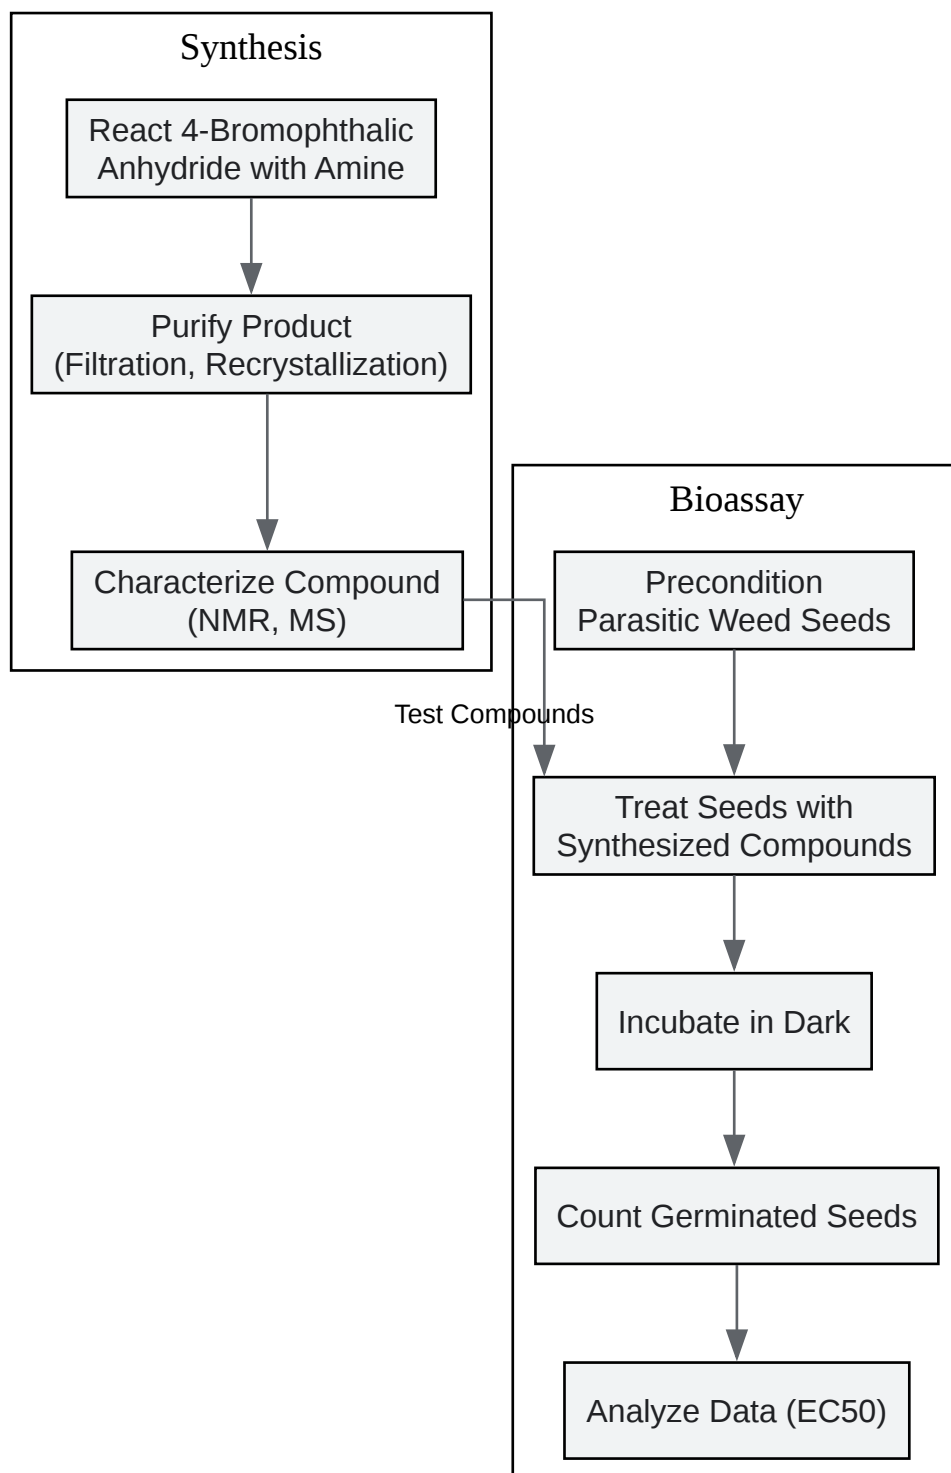 Synthesis
React 4-Bromophthalic
Anhydride with Amine
Purify Product
(Filtration, Recrystallization)
Characterize Compound
(NMR, MS)
Test Compounds
Bioassay
Precondition
Parasitic Weed Seeds
Treat Seeds with
Synthesized Compounds
Incubate in Dark
Count Germinated Seeds
Analyze Data (EC50)